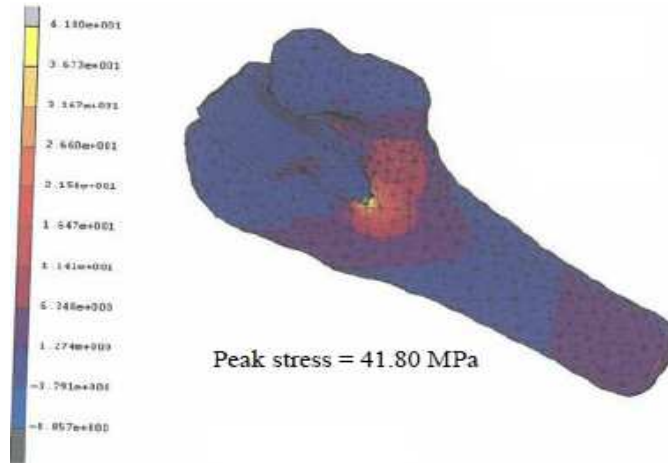 4.180e+001
3.673e+001
3.167e+001
2.660e+001
2.154e+001
1.647e+001
1.141e+001
6.340e+000
1.274e+000
-3.791e+000
-8.857e+000
Peak stress = 41.80 MPa